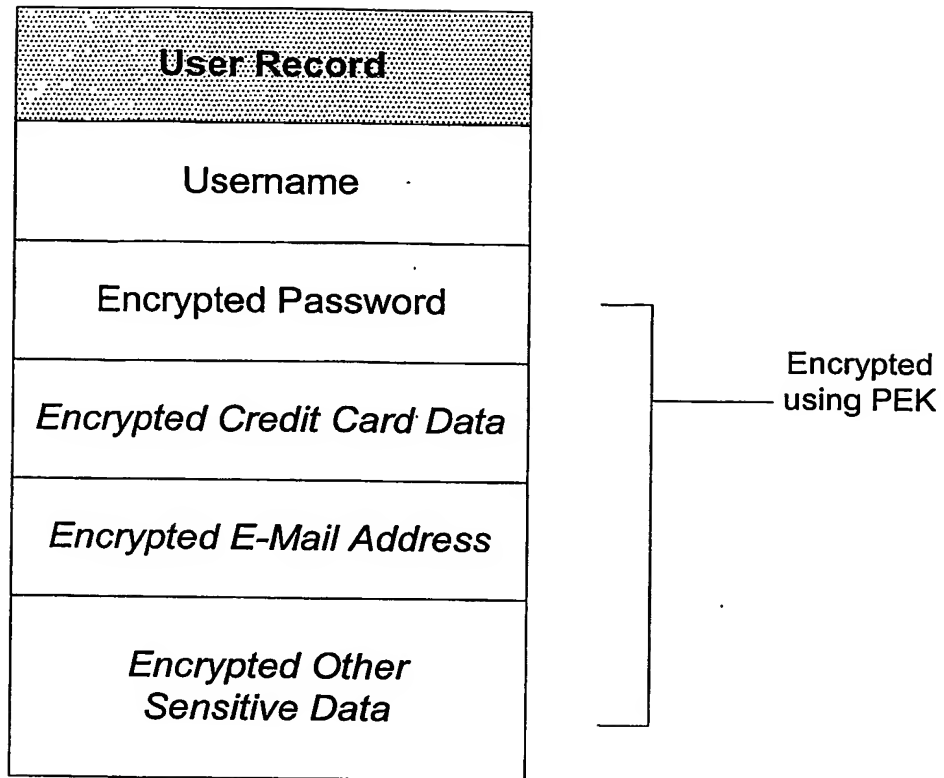 User Record
Username
Encrypted Password
Encrypted Credit Card Data
Encrypted E-Mail Address
Encrypted Other
Sensitive Data
Encrypted
using PEK